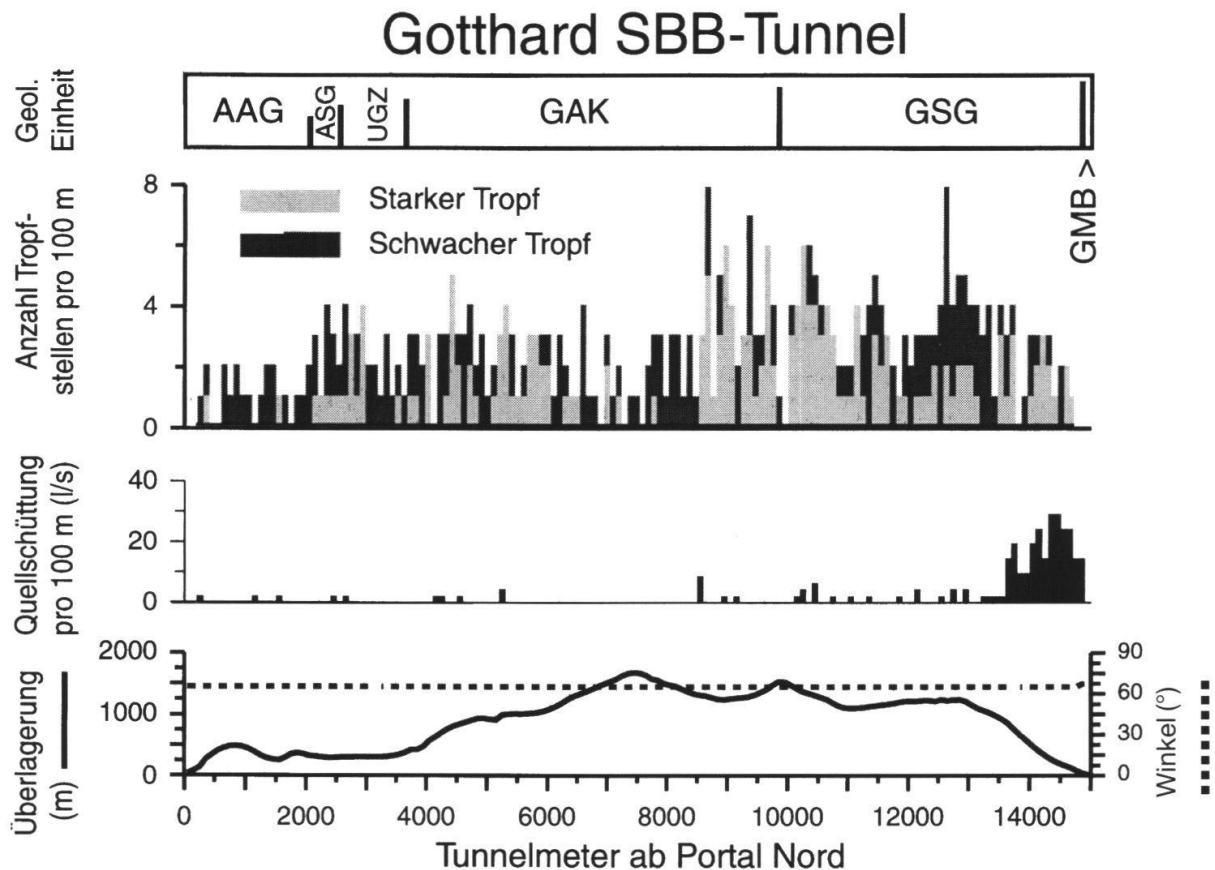 Gotthard SBB-Tunnel
Geol.
Einheit
AAG
ASG
UGZ
GAK
GSG
GMB >
Anzahl Tropf-
stellen pro 100 m
8
4
0
Starker Tropf
Schwacher Tropf
Quellschüttung
pro 100 m (l/s)
40
20
0
Überlagerung
(m)
2000
1000
0
90
60
30
0
Winkel (°)
0 2000 4000 6000 8000 10000 12000 14000
Tunnelmeter ab Portal Nord